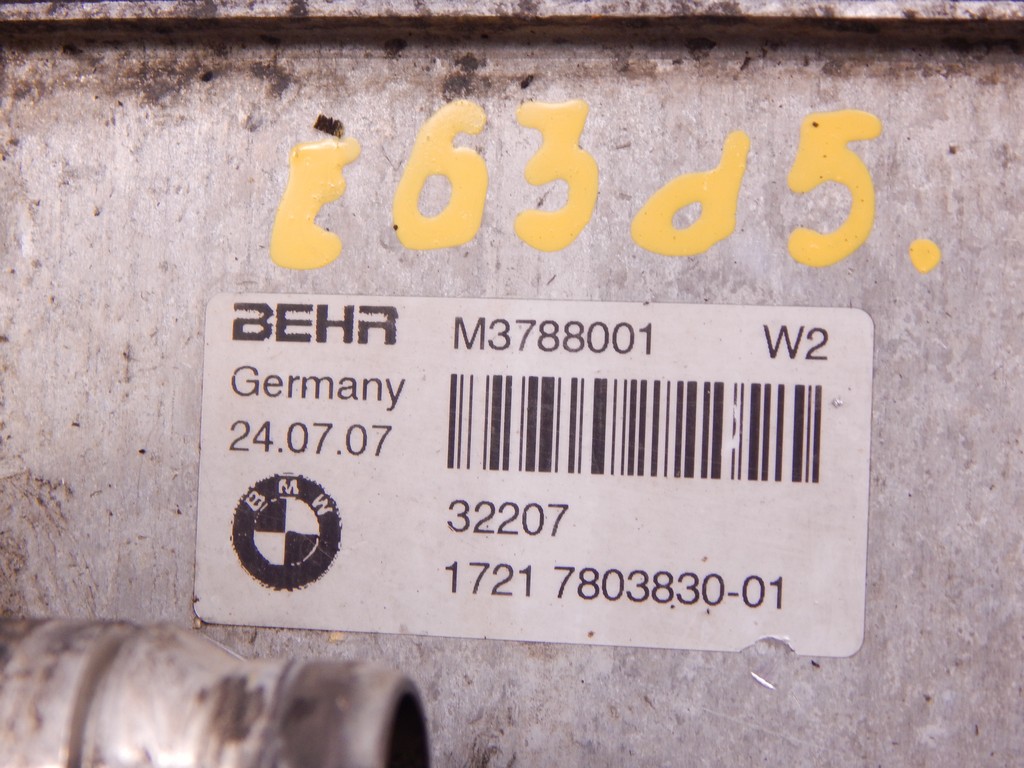 E63d5.
BEHR M3788001 W2
Germany
24.07.07
BMW
32207
1721 7803830-01